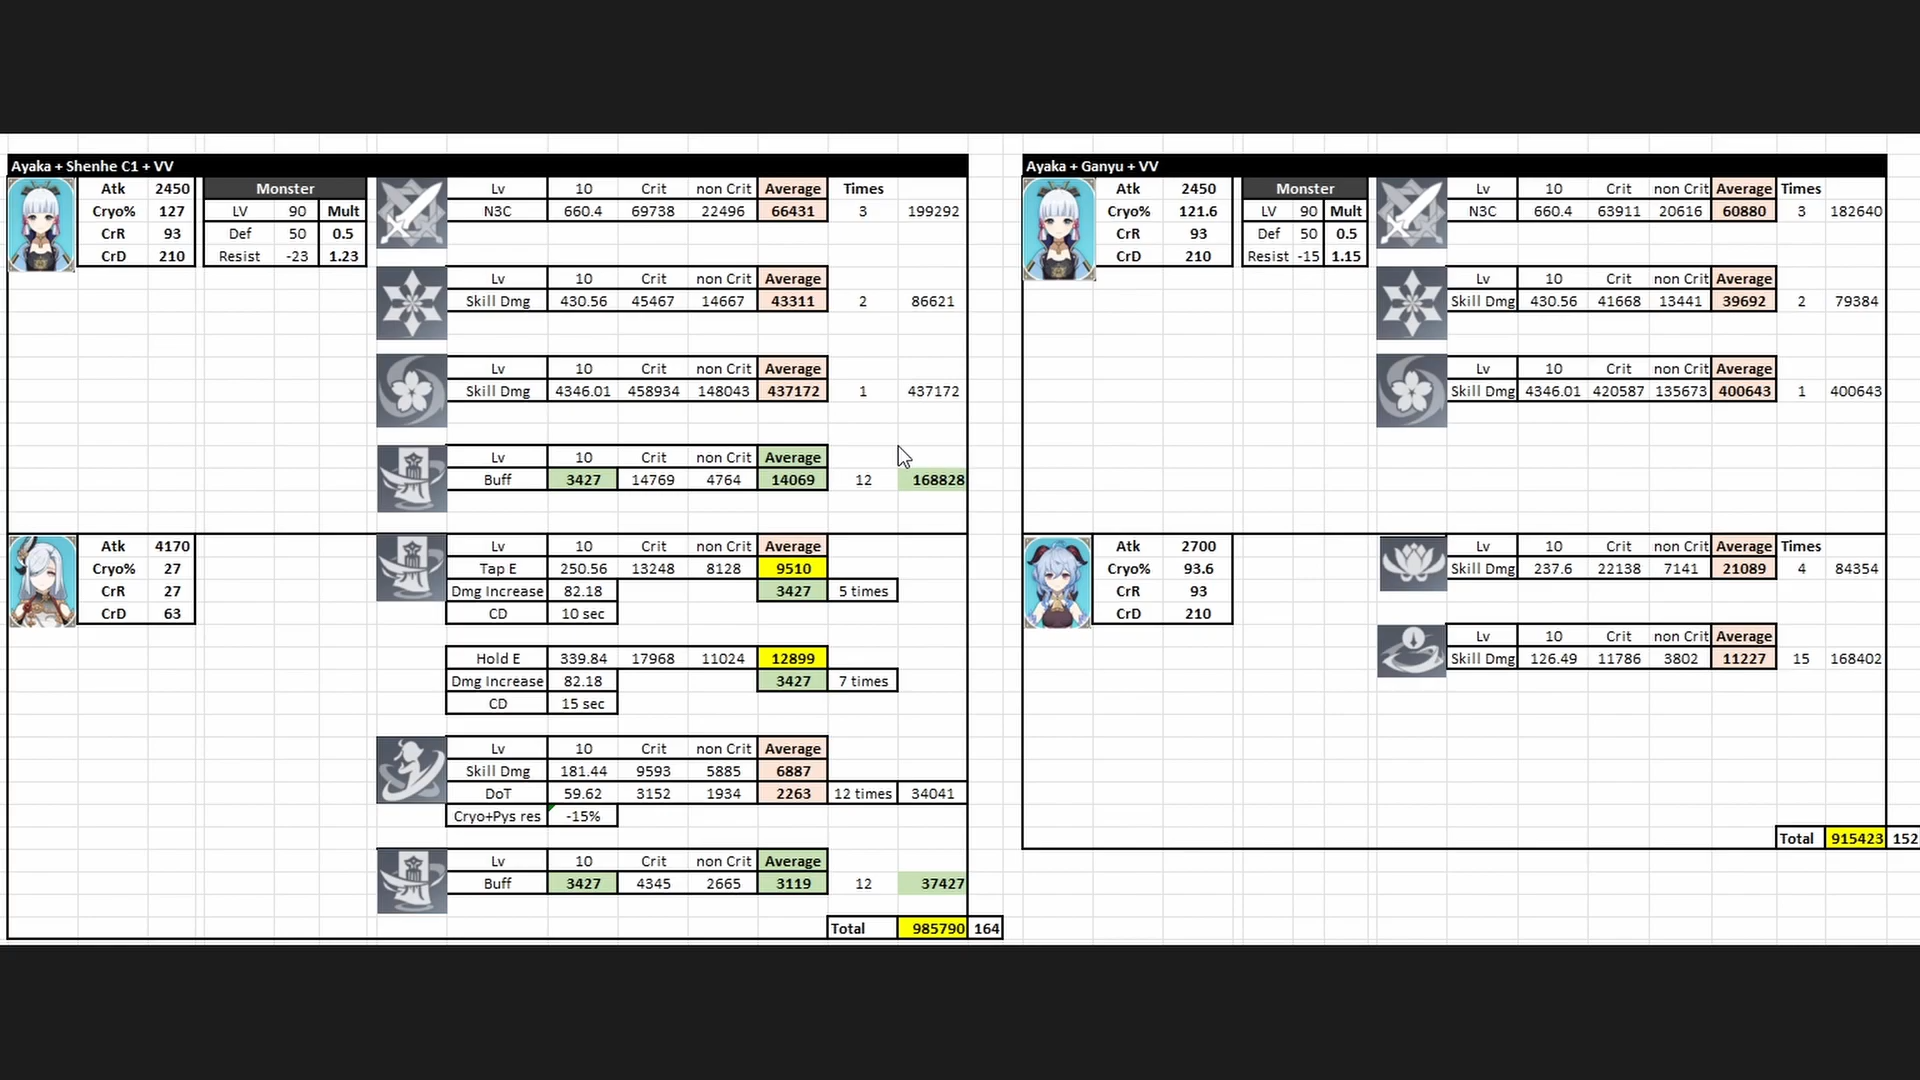 Ayaka + Shenhe C1 + VV
Atk 2450 Monster Lv 10 Crit non Crit Average Times
Cryo% 127 LV 90 Mult N3C 660.4 69738 22496 66431 3 199292
CrR 93 Def 50 0.5
CrD 210 Resist -23 1.23
Lv 10 Crit non Crit Average
Skill Dmg 430.56 45467 14667 43311 2 86621
Lv 10 Crit non Crit Average
Skill Dmg 4346.01 458934 148043 437172 1 437172
Lv 10 Crit non Crit Average
Buff 3427 14769 4764 14069 12 168828
Atk 4170 Lv 10 Crit non Crit Average
Cryo% 27 Tap E 250.56 13248 8128 9510
CrR 27 Dmg Increase 82.18 3427 5 times
CrD 63 CD 10 sec
Hold E 339.84 17968 11024 12899
Dmg Increase 82.18 3427 7 times
CD 15 sec
Lv 10 Crit non Crit Average
Skill Dmg 181.44 9593 5885 6887
DoT 59.62 3152 1934 2263 12 times 34041
Cryo+Pys res -15%
Lv 10 Crit non Crit Average
Buff 3427 4345 2665 3119 12 37427
Total 985790 164
Ayaka + Ganyu + VV
Atk 2450 Monster Lv 10 Crit non Crit Average Times
Cryo% 121.6 LV 90 Mult N3C 660.4 63911 20616 60880 3 182640
CrR 93 Def 50 0.5
CrD 210 Resist -15 1.15
Lv 10 Crit non Crit Average
Skill Dmg 430.56 41668 13441 39692 2 79384
Lv 10 Crit non Crit Average
Skill Dmg 4346.01 420587 135673 400643 1 400643
Atk 2700 Lv 10 Crit non Crit Average Times
Cryo% 93.6 Skill Dmg 237.6 22138 7141 21089 4 84354
CrR 93
CrD 210
Lv 10 Crit non Crit Average
Skill Dmg 126.49 11786 3802 11227 15 168402
Total 915423 152